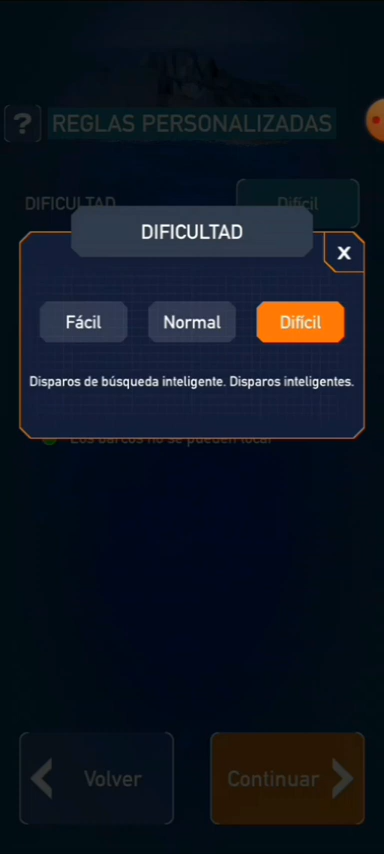 ?
REGLAS PERSONALIZADAS
DIFICULTAD
Difícil
DIFICULTAD
X
Fácil
Normal
Difícil
Disparos de búsqueda inteligente. Disparos inteligentes.
Los barcos no se pueden tocar
Volver
Continuar